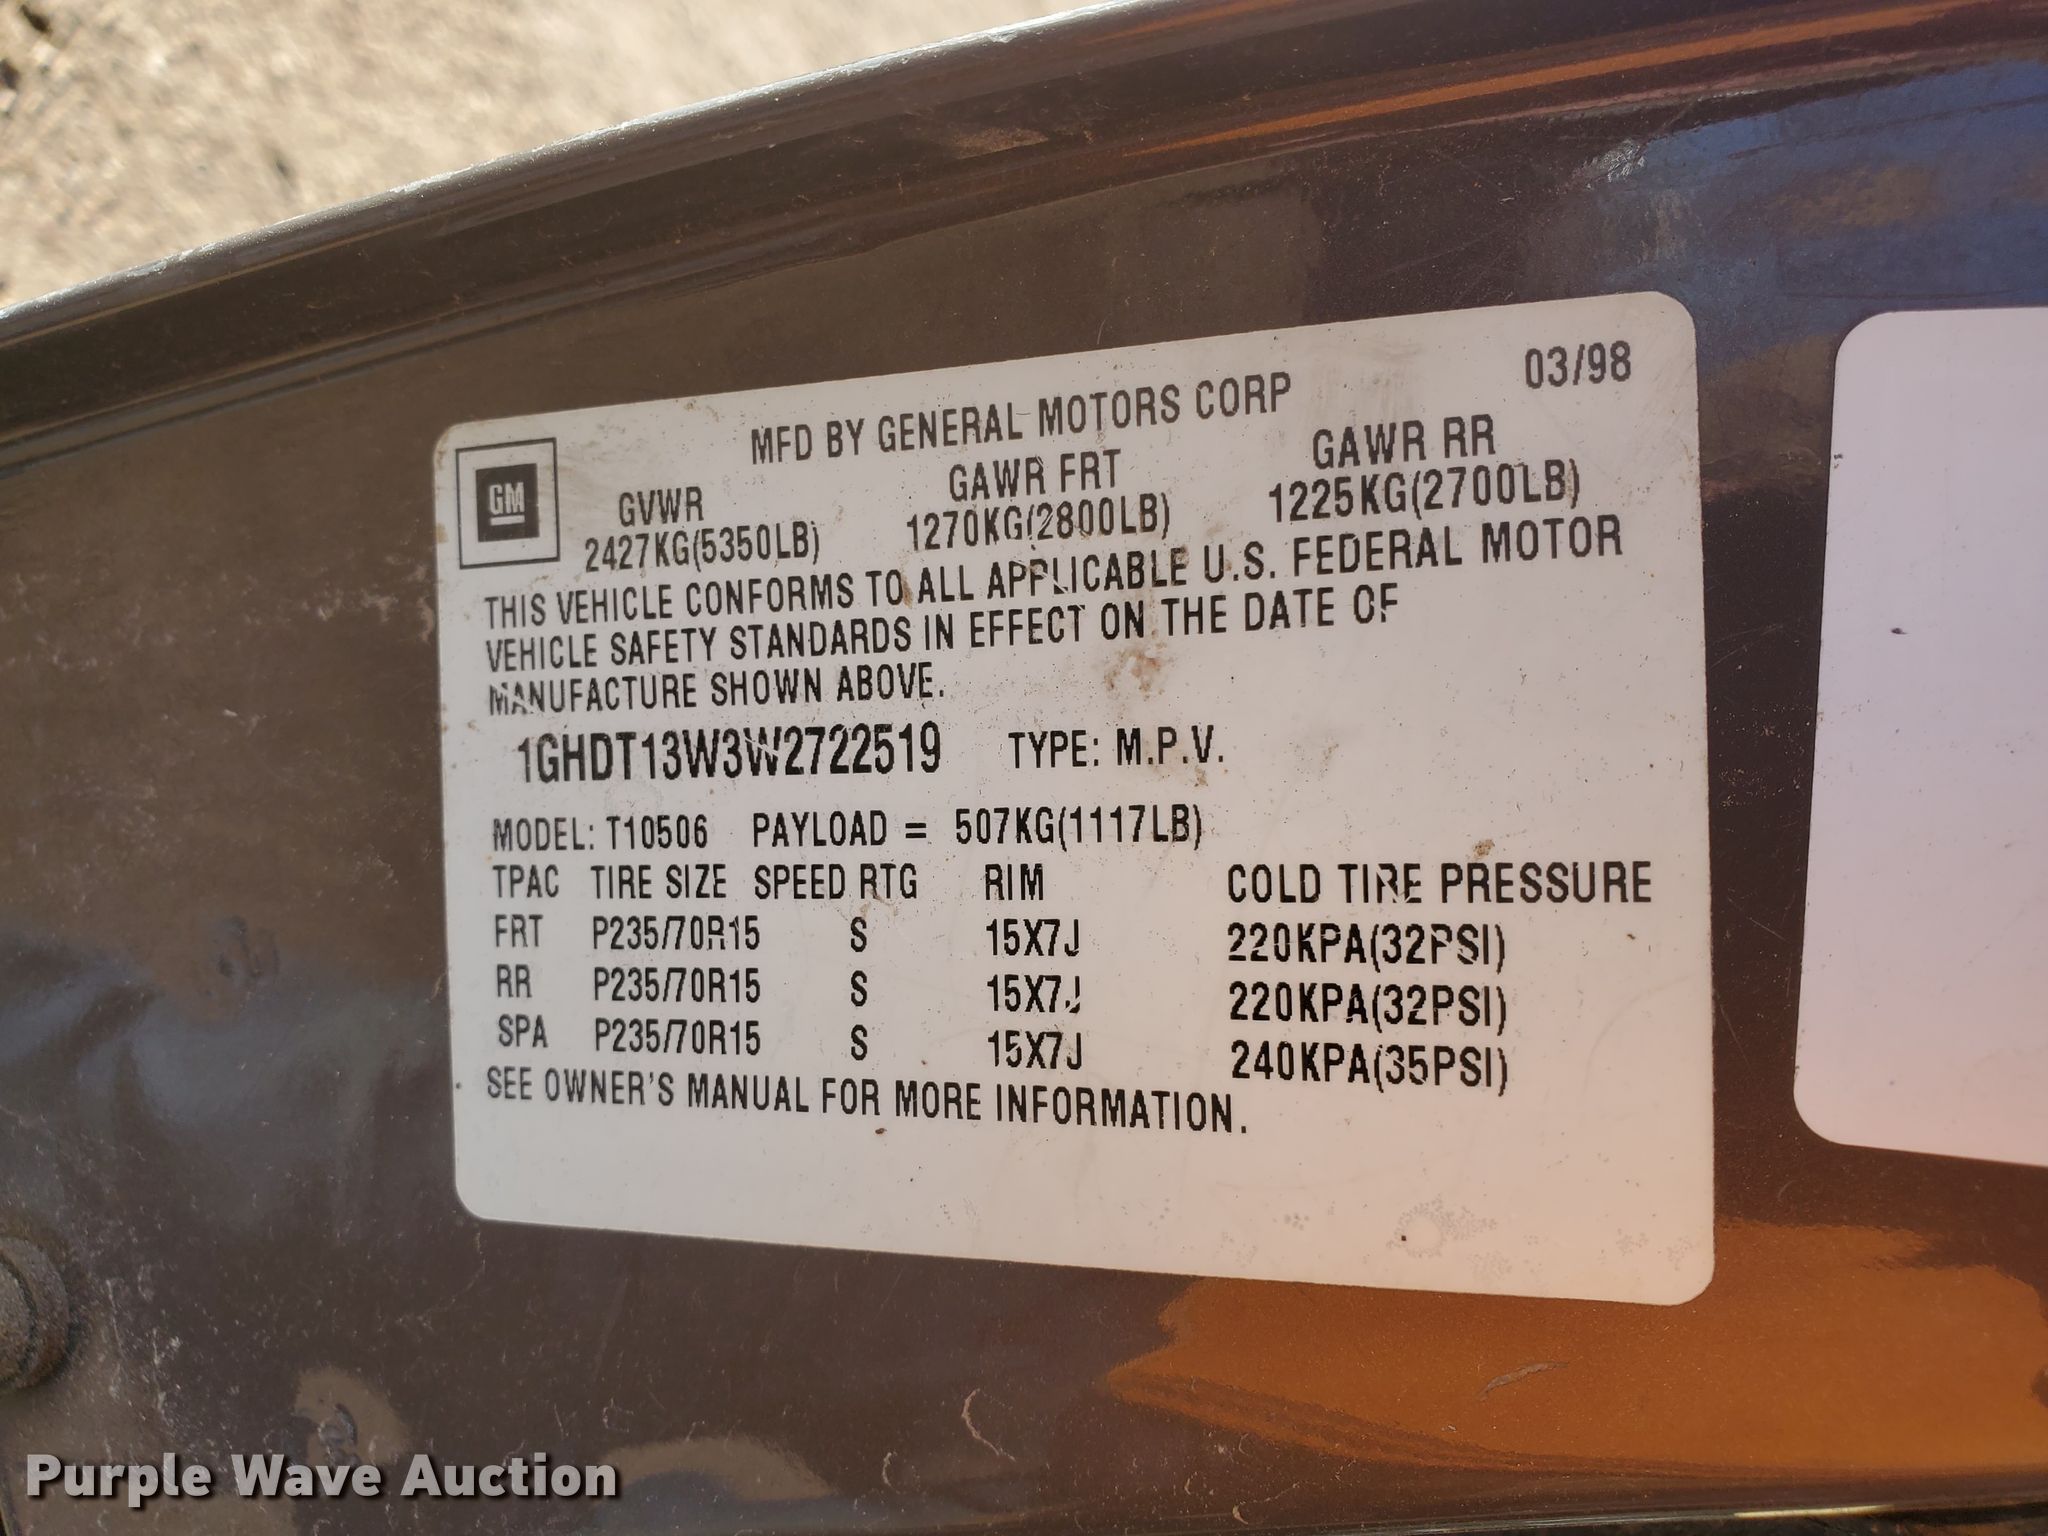 MFD BY GENERAL MOTORS CORP 03/98
GM
GVWR GAWR FRT GAWR RR
2427KG(5350LB) 1270KG(2800LB) 1225KG(2700LB)
THIS VEHICLE CONFORMS TO ALL APPLICABLE U.S. FEDERAL MOTOR
VEHICLE SAFETY STANDARDS IN EFFECT ON THE DATE OF
MANUFACTURE SHOWN ABOVE.
1GHDT13W3W2722519 TYPE: M.P.V.
MODEL: T10506 PAYLOAD = 507KG(1117LB)
TPAC TIRE SIZE SPEED RTG RIM COLD TIRE PRESSURE
FRT P235/70R15 S 15X7J 220KPA(32PSI)
RR P235/70R15 S 15X7J 220KPA(32PSI)
SPA P235/70R15 S 15X7J 240KPA(35PSI)
SEE OWNER'S MANUAL FOR MORE INFORMATION.
Purple Wave Auction